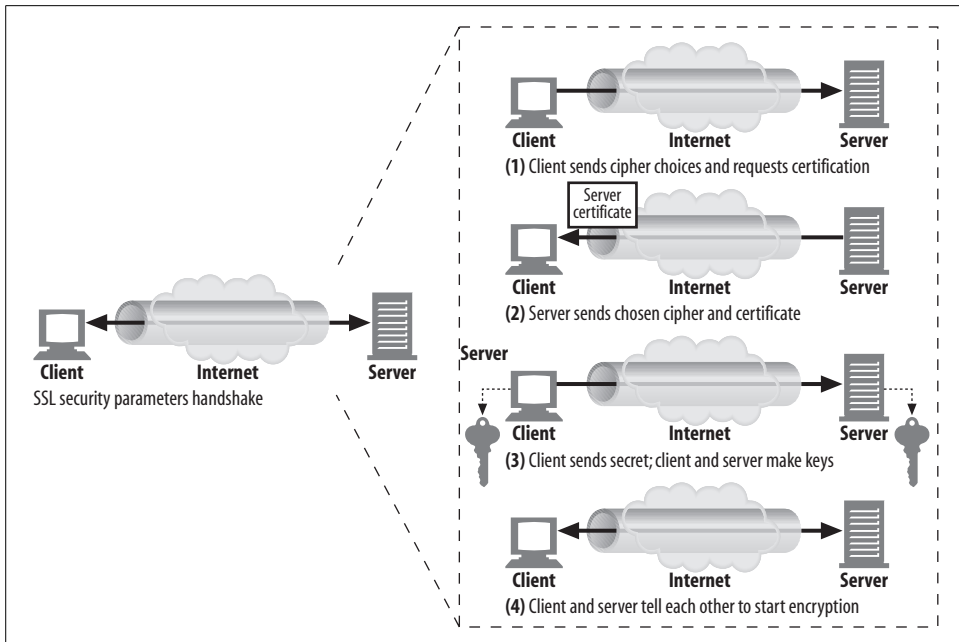 Client
Internet
Server
SSL security parameters handshake
Client
Internet
Server
(1) Client sends cipher choices and requests certification
Server
certificate
Client
Internet
Server
(2) Server sends chosen cipher and certificate
Server
Client
Internet
Server
(3) Client sends secret; client and server make keys
Client
Internet
Server
(4) Client and server tell each other to start encryption